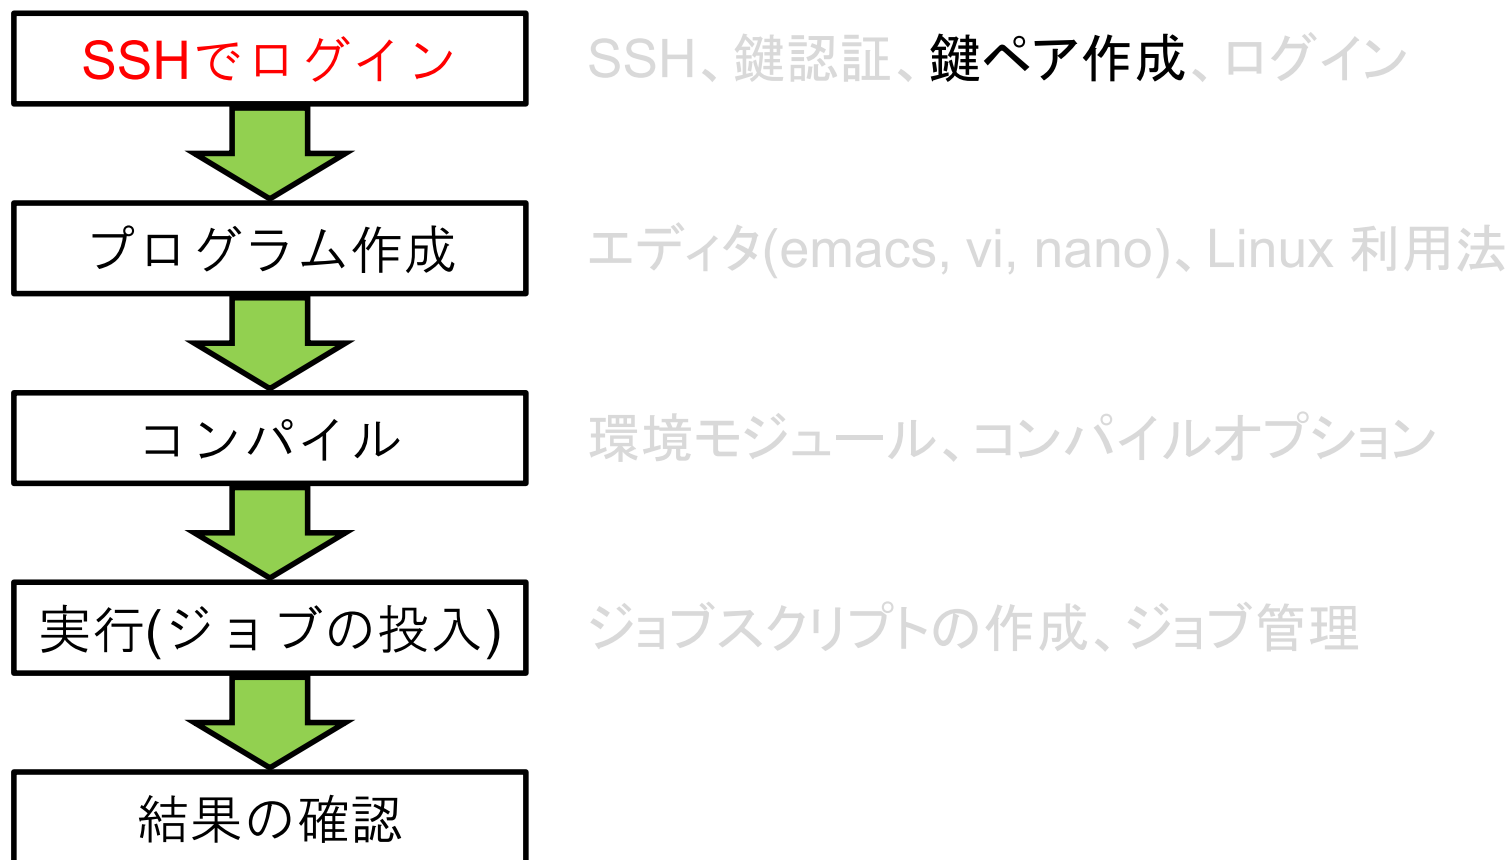 SSHでログイン
SSH、鍵認証、鍵ペア作成、ログイン
プログラム作成
エディタ(emacs, vi, nano)、Linux 利用法
コンパイル
環境モジュール、コンパイルオプション
実行(ジョブの投入)
ジョブスクリプトの作成、ジョブ管理
結果の確認